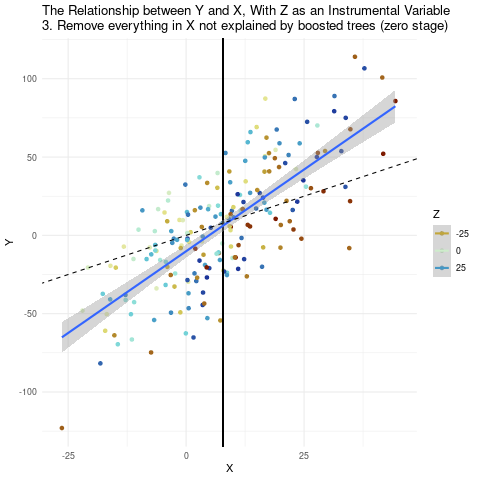 The Relationship between Y and X, With Z as an Instrumental Variable
3. Remove everything in X not explained by boosted trees (zero stage)
100
50
0
-50
-100
Y
-25
0
25
X
Z
-25
0
25